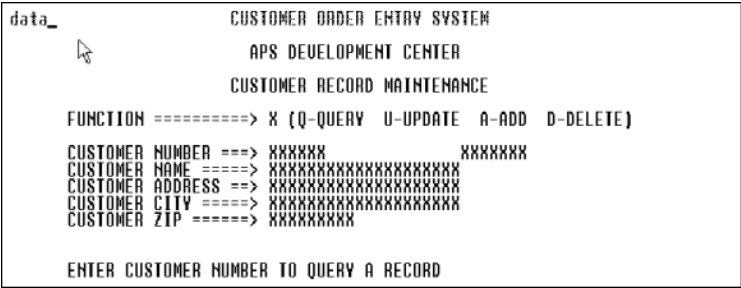 data_ CUSTOMER ORDER ENTRY SYSTEM
APS DEVELOPMENT CENTER
CUSTOMER RECORD MAINTENANCE
FUNCTION ==========> X (Q-QUERY U-UPDATE A-ADD D-DELETE)
CUSTOMER NUMBER ===> XXXXXX XXXXXXX
CUSTOMER NAME =====> XXXXXXXXXXXXXXXXXXXX
CUSTOMER ADDRESS ==> XXXXXXXXXXXXXXXXXXXX
CUSTOMER CITY =====> XXXXXXXXXXXXXXXXXXXX
CUSTOMER ZIP ======> XXXXXXXXX
ENTER CUSTOMER NUMBER TO QUERY A RECORD